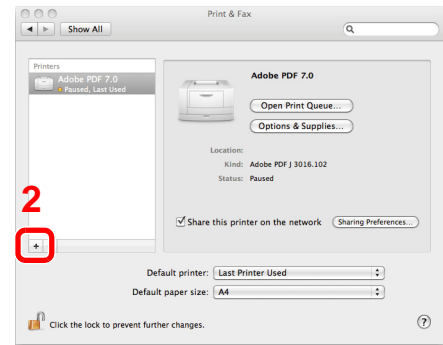 Print & Fax
Show All
Printers
Adobe PDF 7.0
Paused, Last Used
Adobe PDF 7.0
Open Print Queue...
Options & Supplies...
Location:
Kind: Adobe PDF J 3016.102
Status: Paused
2
Share this printer on the network Sharing Preferences...
+
Default printer: Last Printer Used
Default paper size: A4
Click the lock to prevent further changes.
?